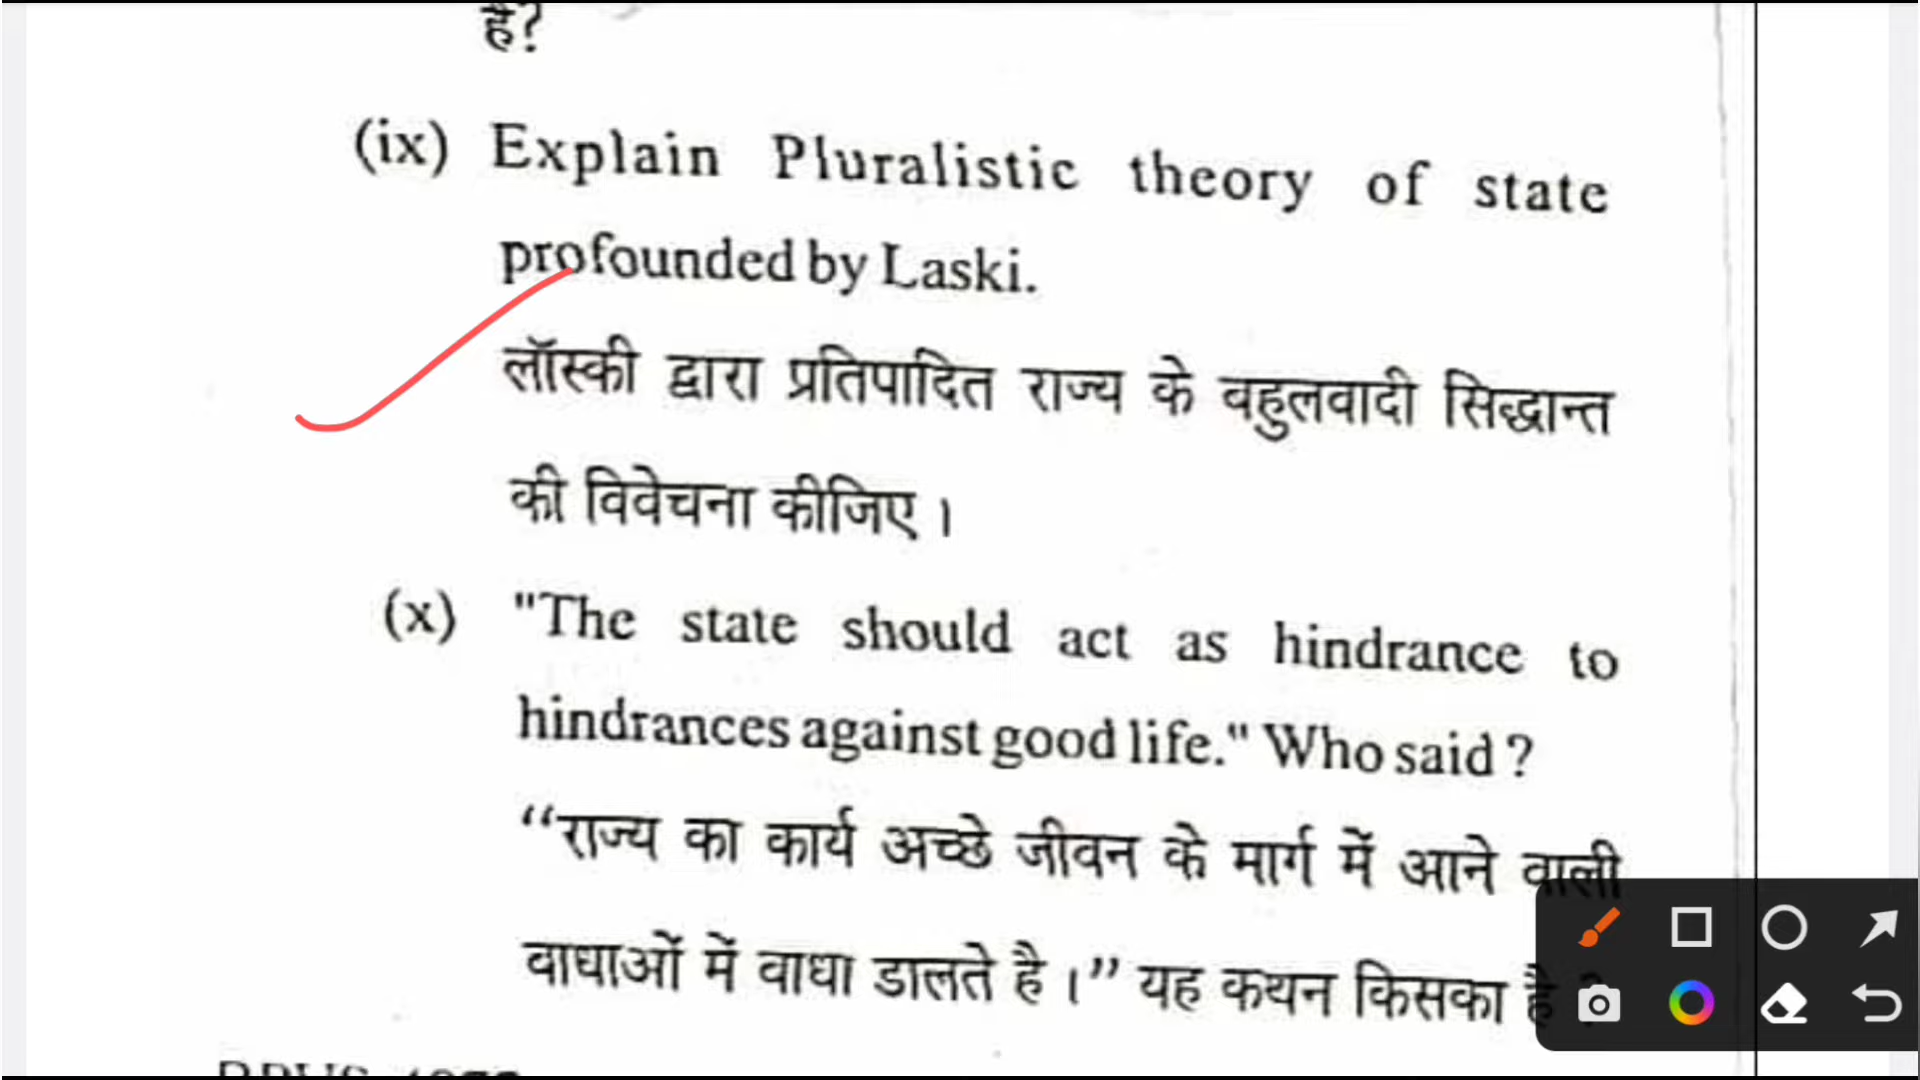 है?
(ix) Explain Pluralistic theory of state
profounded by Laski.
लॉस्की द्वारा प्रतिपादित राज्य के वहुलवादी सिद्धान्त
की विवेचना कीजिए ।
(x) "The state should act as hindrance to
hindrances against good life." Who said ?
“राज्य का कार्य अच्छे जीवन के मार्ग में आने वाली
वाधाओं में वाधा डालते है ।” यह कथन किसका है